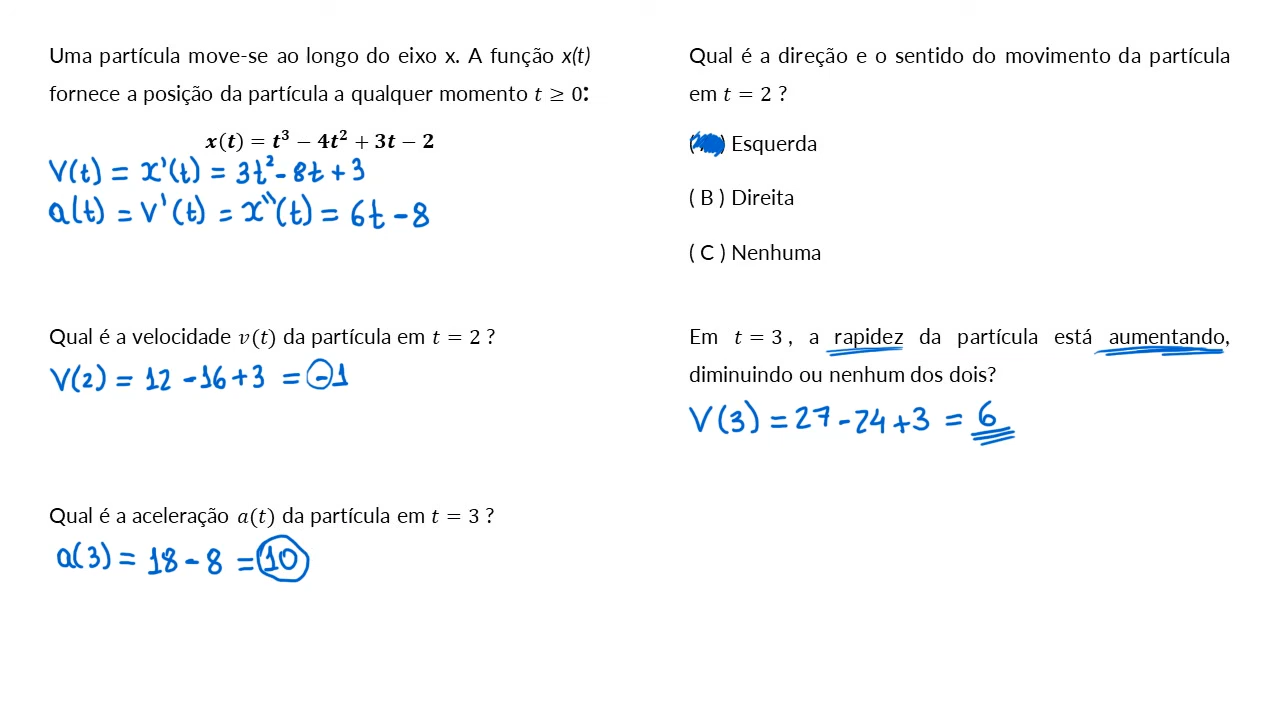 Uma partícula move-se ao longo do eixo x. A função x(t)
fornece a posição da partícula a qualquer momento t ≥ 0:
x(t) = t³ − 4t² + 3t − 2
V(t) = x'(t) = 3t² - 8t + 3
a(t) = V'(t) = x''(t) = 6t - 8
Qual é a velocidade v(t) da partícula em t = 2 ?
V(2) = 12 - 16 + 3 = -1
Qual é a aceleração a(t) da partícula em t = 3 ?
a(3) = 18 - 8 = 10
Qual é a direção e o sentido do movimento da partícula
em t = 2 ?
( ) Esquerda
( B ) Direita
( C ) Nenhuma
Em t = 3 , a rapidez da partícula está aumentando,
diminuindo ou nenhum dos dois?
V(3) = 27 - 24 + 3 = 6